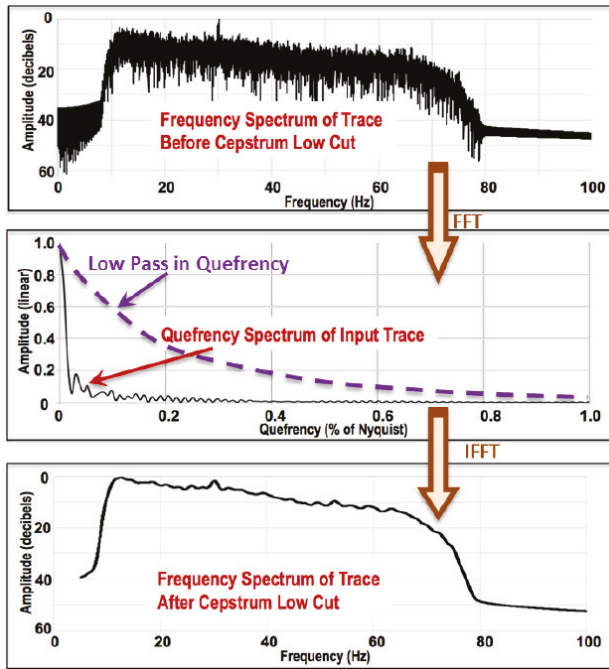 Amplitude (decibels)
0
20
40
60
Frequency Spectrum of Trace
Before Cepstrum Low Cut
0
20
40
60
80
100
Frequency (Hz)
FFT
Amplitude (linear)
1.0
0.8
0.6
0.4
0.2
0
Low Pass in Quefrency
Quefrency Spectrum of Input Trace
0
0.2
0.4
0.6
0.8
1.0
Quefrency (% of Nyquist)
IFFT
Amplitude (decibels)
0
20
40
60
Frequency Spectrum of Trace
After Cepstrum Low Cut
0
20
40
60
80
100
Frequency (Hz)